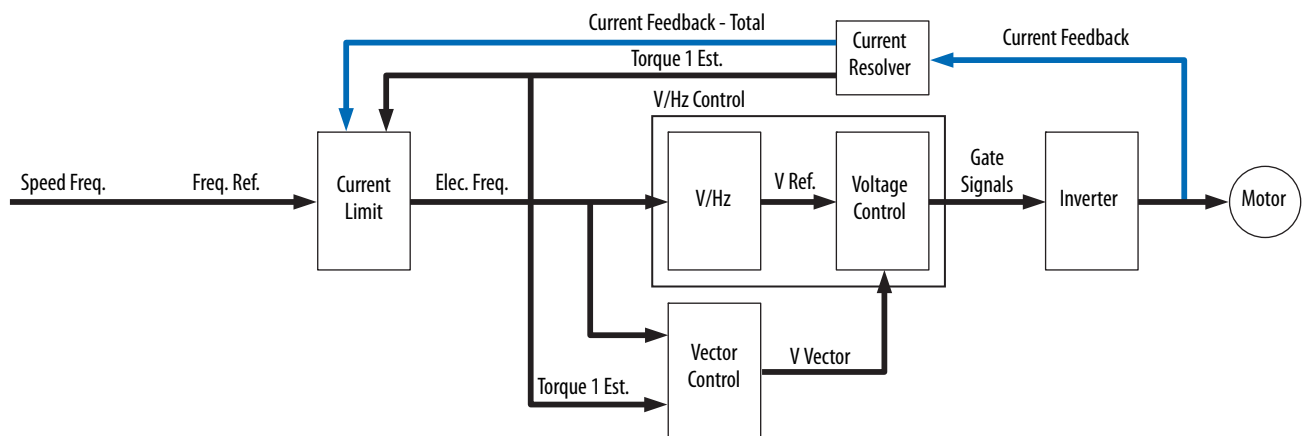 Current Feedback - Total
Current
Resolver
Current Feedback
Torque 1 Est.
V/Hz Control
Speed Freq.
Freq. Ref.
Current
Limit
Elec. Freq.
V/Hz
V Ref.
Voltage
Control
Gate
Signals
Inverter
Motor
Vector
Control
V Vector
Torque 1 Est.